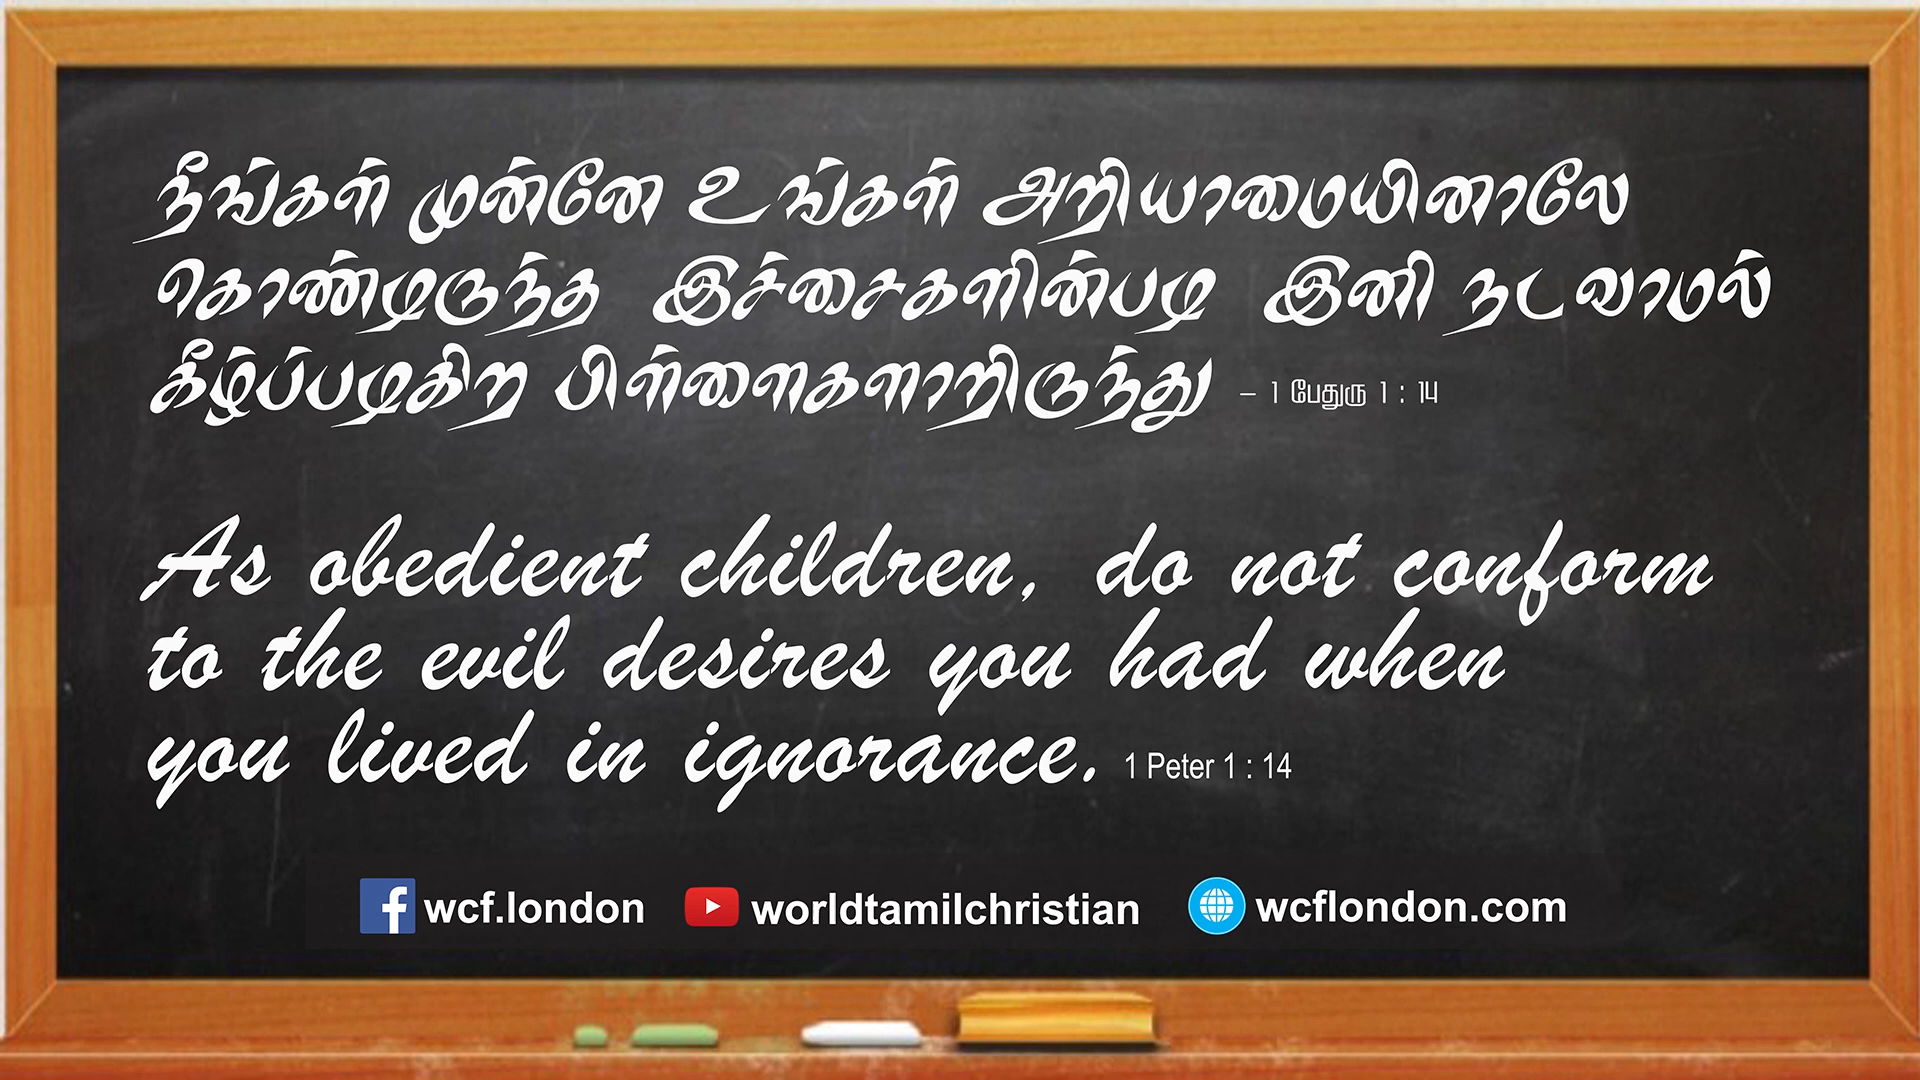 நீங்கள் முன்னே உங்கள் அறியாமையினாலே
கொண்டிருந்த இச்சைகளின்படி இனி நடவாமல்
கீழ்ப்படிகிற பிள்ளைகளாயிருந்து – 1 பேதுரு 1 : 14
As obedient children, do not conform
to the evil desires you had when
you lived in ignorance. 1 Peter 1 : 14
wcf.london worldtamilchristian wcflondon.com